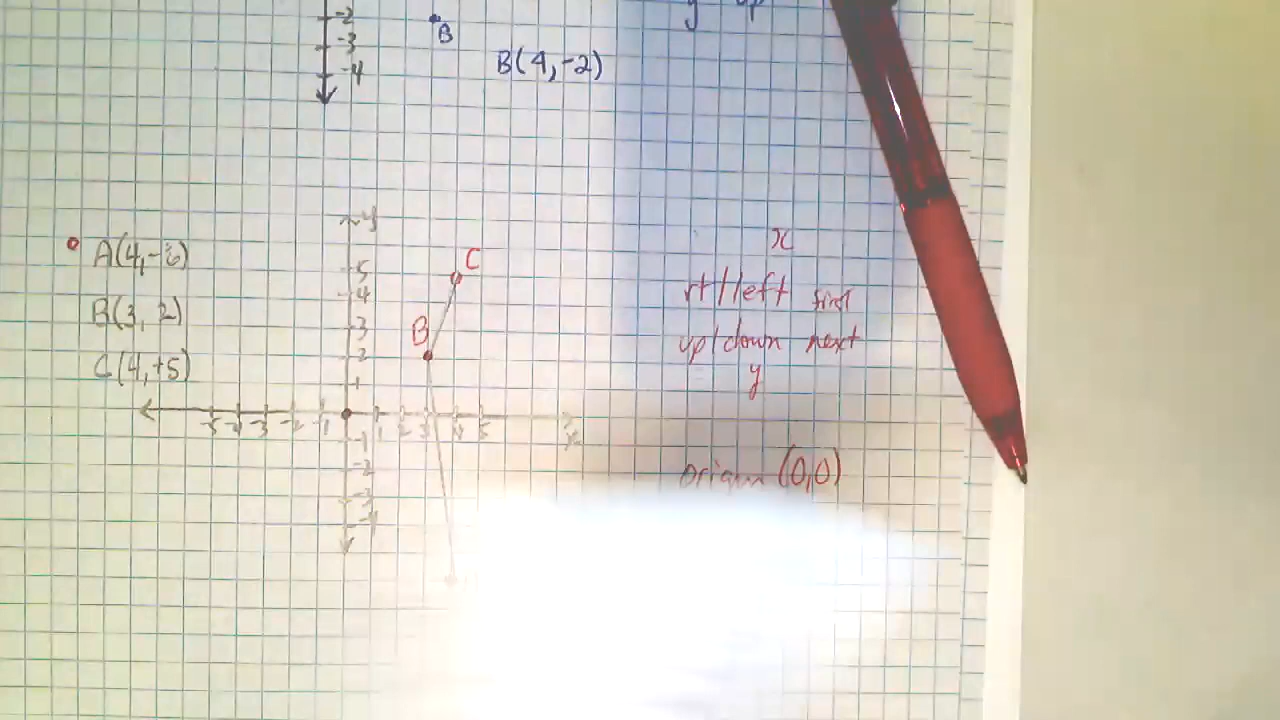 y up
-2
B
-3
-4
B(4,-2)
y
A(4,-6)
B(3, 2)
C(4,+5)
C
B
5
4
3
2
1
-5 -4 -3 -2 -1 1 2 3 4 5
x
-1
-2
-3
-4
x
rt/left first
up/down next
y
origin (0,0)